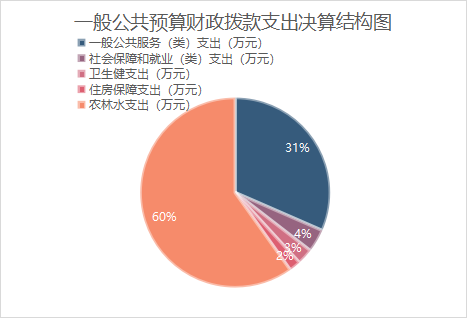 一般公共预算财政拨款支出决算结构图
一般公共服务（类）支出（万元）
社会保障和就业（类）支出（万元）
卫生健支出（万元）
住房保障支出（万元）
农林水支出（万元）
31%
4%
3%
2%
60%